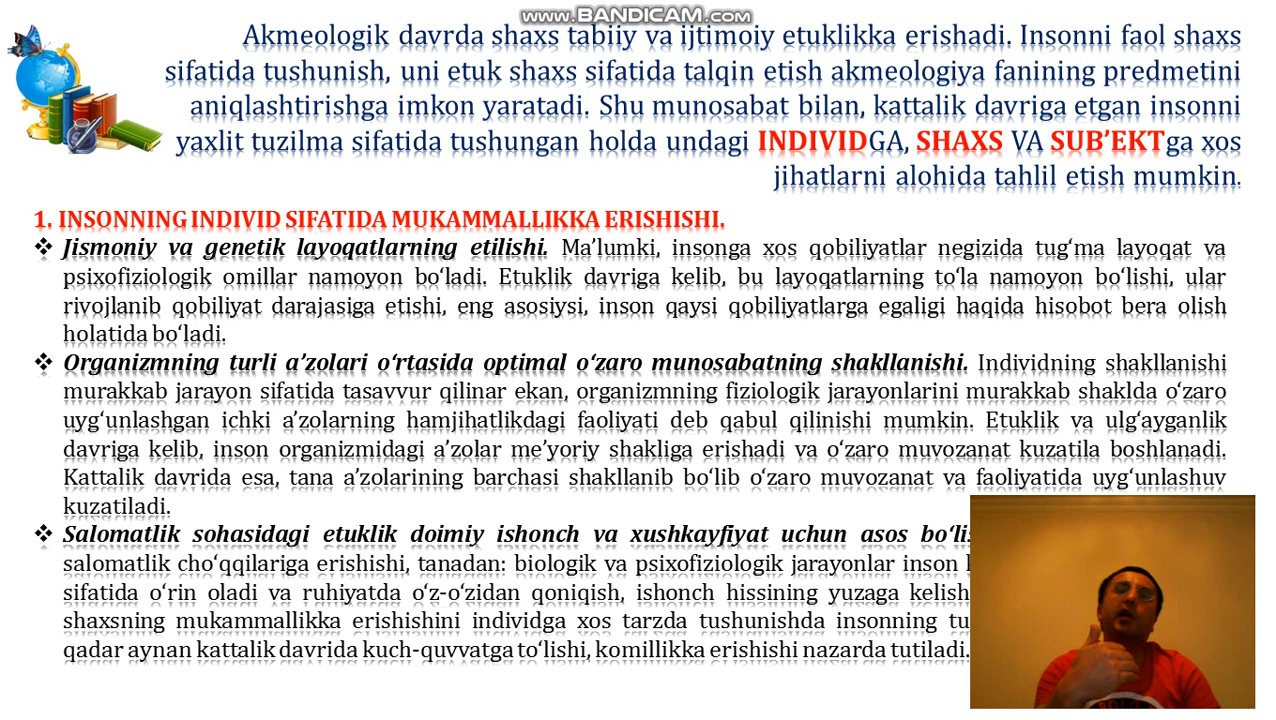 www.BANDICAM.com
Akmeologik davrda shaxs tabiiy va ijtimoiy etuklikka erishadi. Insonni faol shaxs
sifatida tushunish, uni etuk shaxs sifatida talqin etish akmeologiya fanining predmetini
aniqlashtirishga imkon yaratadi. Shu munosabat bilan, kattalik davriga etgan insonni
yaxlit tuzilma sifatida tushungan holda undagi INDIVIDGA, SHAXS VA SUB’EKTga xos
jihatlarni alohida tahlil etish mumkin.
1. INSONNING INDIVID SIFATIDA MUKAMMALLIKKA ERISHISHI.
❖ Jismoniy va genetik layoqatlarning etilishi. Ma’lumki, insonga xos qobiliyatlar negizida tug‘ma layoqat va
psixofiziologik omillar namoyon bo‘ladi. Etuklik davriga kelib, bu layoqatlarning to‘la namoyon bo‘lishi, ular
rivojlanib qobiliyat darajasiga etishi, eng asosiysi, inson qaysi qobiliyatlarga egaligi haqida hisobot bera olish
holatida bo‘ladi.
❖ Organizmning turli a’zolari o‘rtasida optimal o‘zaro munosabatning shakllanishi. Individning shakllanishi
murakkab jarayon sifatida tasavvur qilinar ekan, organizmning fiziologik jarayonlarini murakkab shaklda o‘zaro
uyg‘unlashgan ichki a’zolarning hamjihatlikdagi faoliyati deb qabul qilinishi mumkin. Etuklik va ulg‘ayganlik
davriga kelib, inson organizmidagi a’zolar me’yoriy shakliga erishadi va o‘zaro muvozanat kuzatila boshlanadi.
Kattalik davrida esa, tana a’zolarining barchasi shakllanib bo‘lib o‘zaro muvozanat va faoliyatida uyg‘unlashuv
kuzatiladi.
❖ Salomatlik sohasidagi etuklik doimiy ishonch va xushkayfiyat uchun asos
salomatlik cho‘qqilariga erishishi, tanadan: biologik va psixofiziologik jarayonlar inson
sifatida o‘rin oladi va ruhiyatda o‘z-o‘zidan qoniqish, ishonch hissining yuzaga
shaxsning mukammallikka erishishini individga xos tarzda tushunishda insonning
qadar aynan kattalik davrida kuch-quvvatga to‘lishi, komillikka erishishi nazarda tutiladi.